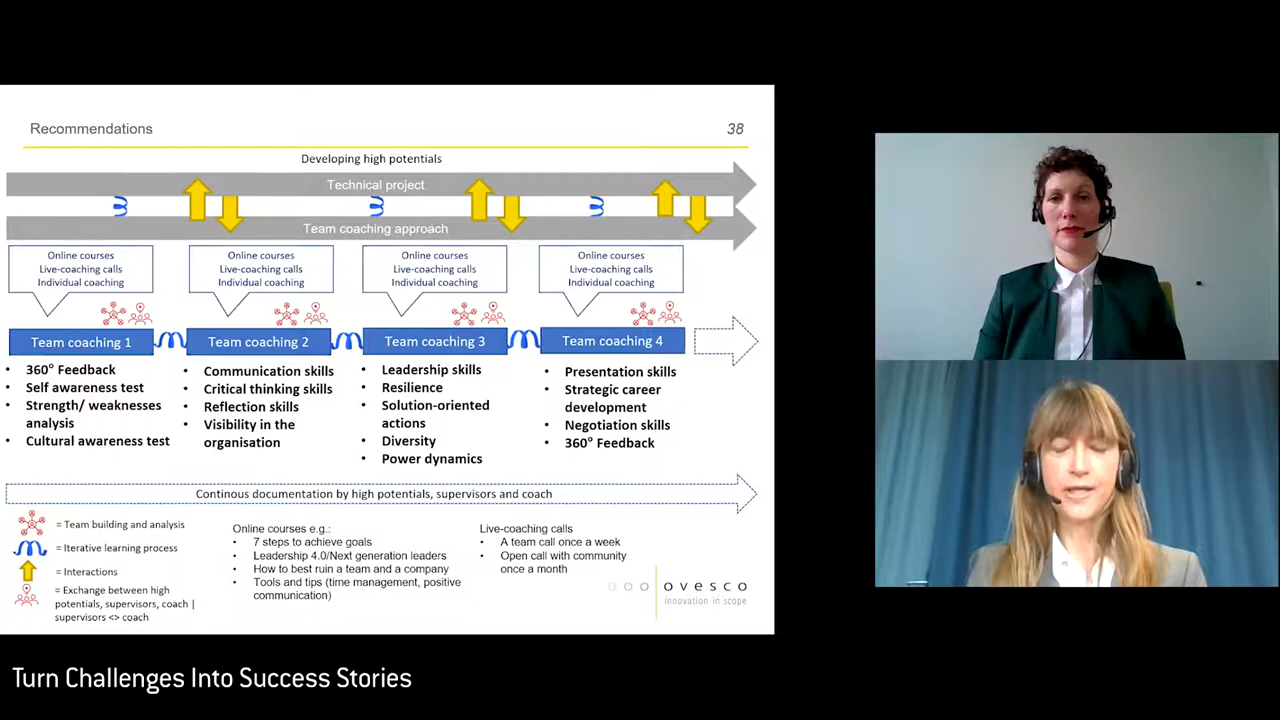 Recommendations
38
Developing high potentials
Technical project
Team coaching approach
Online courses
Live-coaching calls
Individual coaching
Online courses
Live-coaching calls
Individual coaching
Online courses
Live-coaching calls
Individual coaching
Online courses
Live-coaching calls
Individual coaching
Team coaching 1
Team coaching 2
Team coaching 3
Team coaching 4
• 360° Feedback
• Self awareness test
• Strength/ weaknesses
analysis
• Cultural awareness test
• Communication skills
• Critical thinking skills
• Reflection skills
• Visibility in the
organisation
• Leadership skills
• Resilience
• Solution-oriented
actions
• Diversity
• Power dynamics
• Presentation skills
• Strategic career
development
• Negotiation skills
• 360° Feedback
Continous documentation by high potentials, supervisors and coach
= Team building and analysis
= Iterative learning process
= Interactions
= Exchange between high
potentials, supervisors, coach |
supervisors <> coach
Online courses e.g.:
• 7 steps to achieve goals
• Leadership 4.0/Next generation leaders
• How to best ruin a team and a company
• Tools and tips (time management, positive
communication)
Live-coaching calls
• A team call once a week
• Open call with community
once a month
ovesco
Innovation in scope
Turn Challenges Into Success Stories